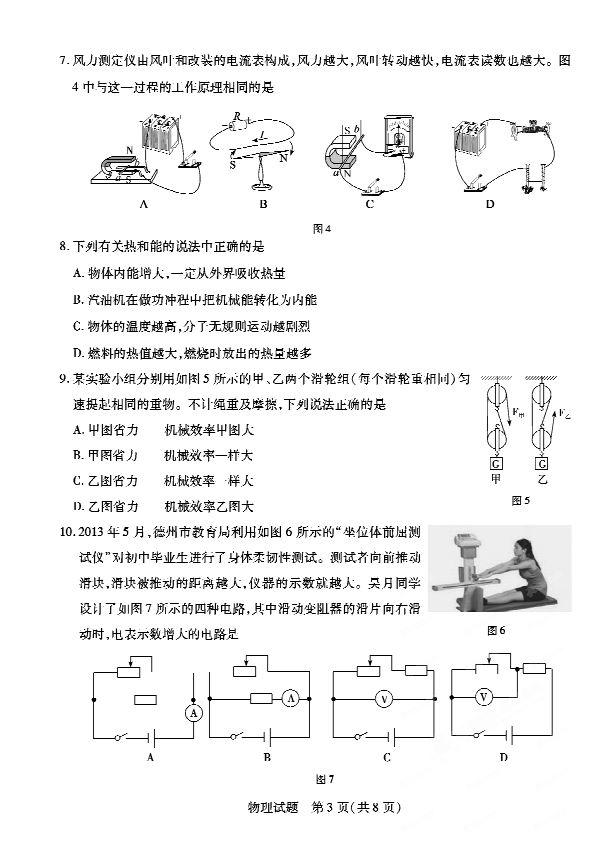 7. 风力测定仪由风叶和改装的电流表构成，风力越大，风叶转动越快，电流表读数也越大。图
4 中与这一过程的工作原理相同的是
N
S
A
R
I
S
N
B
S
b
a
N
C
D
图 4
8. 下列有关热和能的说法中正确的是
A. 物体内能增大，一定从外界吸收热量
B. 汽油机在做功冲程中把机械能转化为内能
C. 物体的温度越高，分子无规则运动越剧烈
D. 燃料的热值越大，燃烧时放出的热量越多
9. 某实验小组分别用如图 5 所示的甲、乙两个滑轮组（每个滑轮重相同）匀
速提起相同的重物。不计绳重及摩擦，下列说法正确的是
A. 甲图省力 机械效率甲图大
B. 甲图省力 机械效率一样大
C. 乙图省力 机械效率一样大
D. 乙图省力 机械效率乙图大
F甲
F乙
G
G
甲
乙
图 5
10. 2013 年 5 月，德州市教育局利用如图 6 所示的“坐位体前屈测
试仪”对初中毕业生进行了身体柔韧性测试。测试者向前推动
滑块，滑块被推动的距离越大，仪器的示数就越大。吴月同学
设计了如图 7 所示的四种电路，其中滑动变阻器的滑片向右滑
动时，电表示数增大的电路是
图 6
A
A
A
B
V
C
V
D
图 7
物理试题 第 3 页（共 8 页）